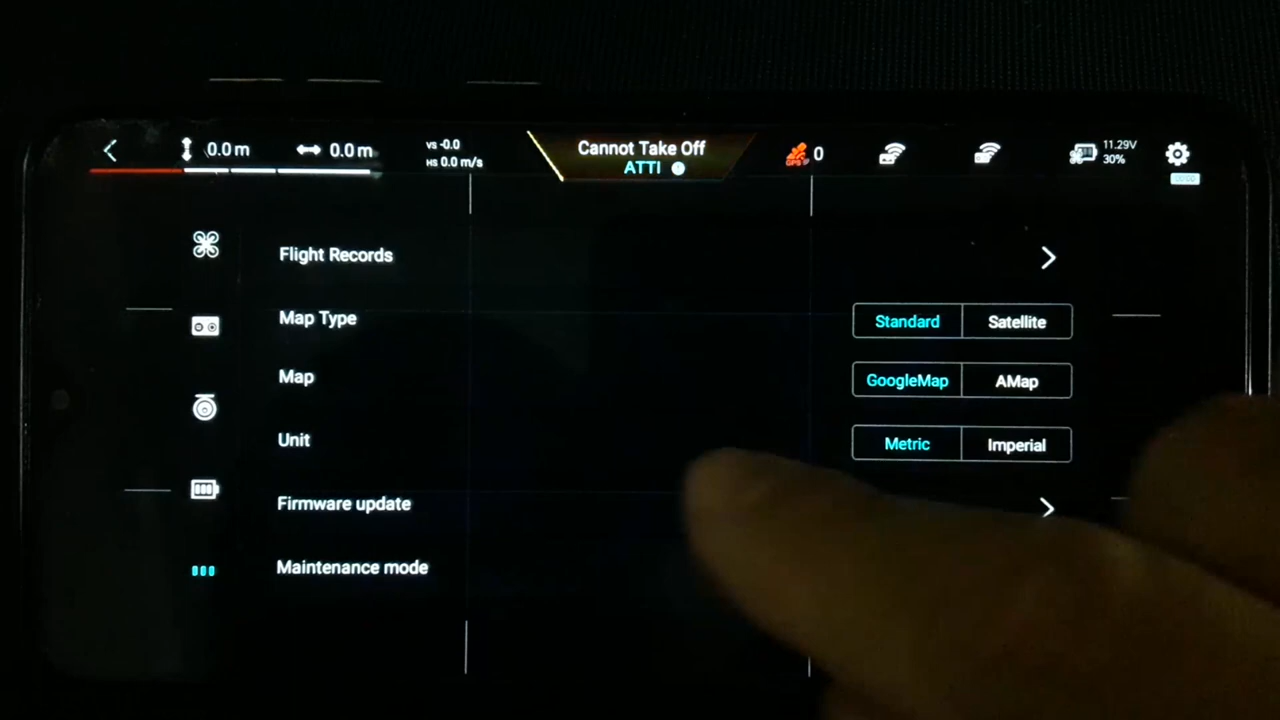 0.0m
0.0m
VS -0.0
HS 0.0 m/s
Cannot Take Off
ATTI
0
11.29V
30%
Flight Records
Map Type
Standard
Satellite
Map
GoogleMap
AMap
Unit
Metric
Imperial
Firmware update
Maintenance mode